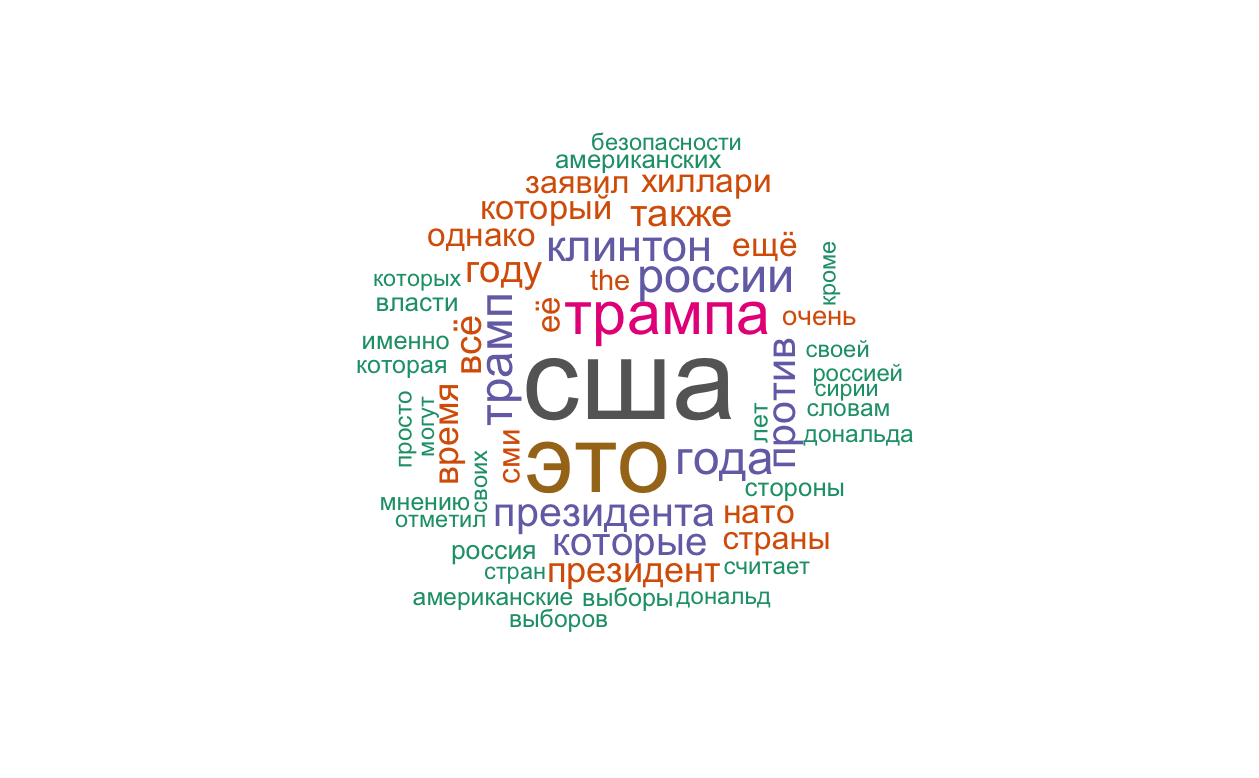 безопасности
американских
заявил хиллари
который также
однако клинтон ещё
которых году the россии кроме
власти трамп её трампа очень
именно всё сша против своей
которая россией
сирии
просто могут время сми это года лет словам
дональда
мнению своих президента нато стороны
отметил
россия которые страны
стран президент считает
американские выборы дональд
выборов